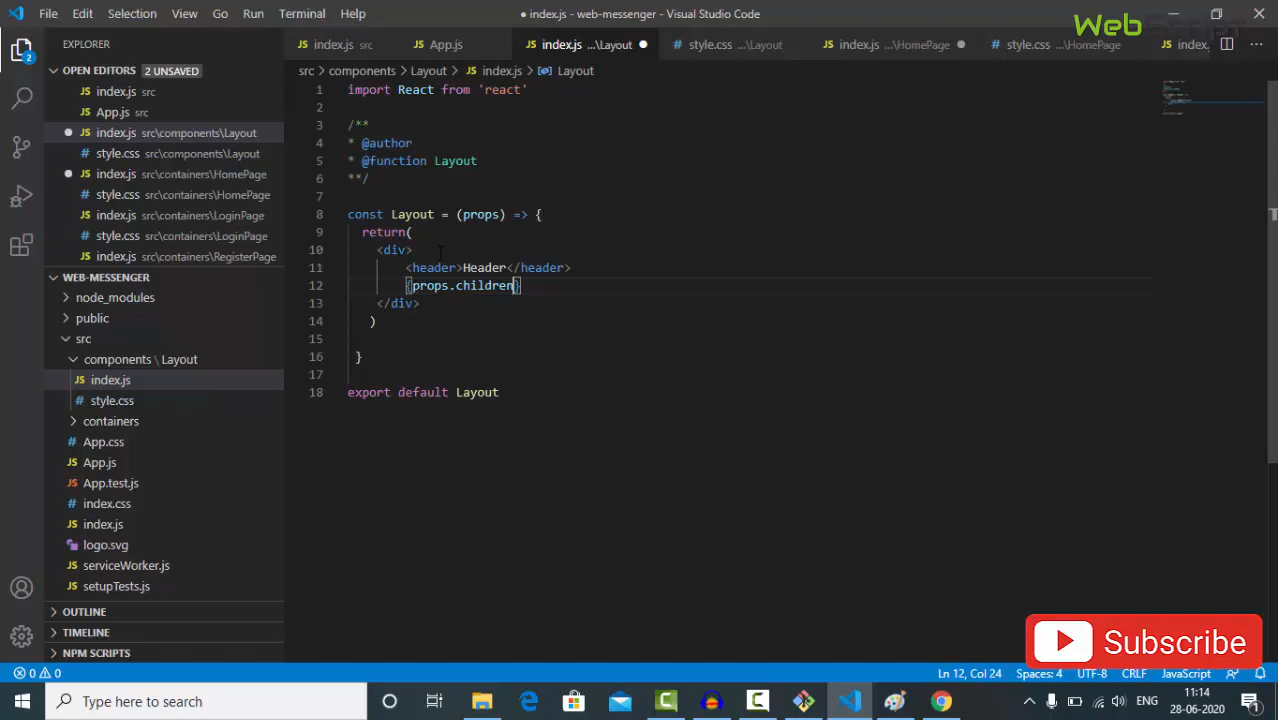 File Edit Selection View Go Run Terminal Help
● index.js - web-messenger - Visual Studio Code
Web
EXPLORER
index.js src
App.js
index.js ...\Layout
style.css ...\Layout
index.js ...\HomePage
style.css ...\HomePage
index.
OPEN EDITORS 2 UNSAVED
src > components > Layout > index.js > Layout
index.js src
App.js src
index.js src\components\Layout
style.css src\components\Layout
index.js src\containers\HomePage
style.css src\containers\HomePage
index.js src\containers\LoginPage
style.css src\containers\LoginPage
index.js src\containers\RegisterPage
WEB-MESSENGER
node_modules
public
src
components \ Layout
index.js
style.css
containers
App.css
App.js
App.test.js
index.css
index.js
logo.svg
serviceWorker.js
setupTests.js
OUTLINE
TIMELINE
NPM SCRIPTS
1 import React from 'react'
2
3 /**
4 * @author
5 * @function Layout
6 **/
7
8 const Layout = (props) => {
9 return(
10 <div>
11 <header>Header</header>
12 {props.children}
13 </div>
14 )
15
16 }
17
18 export default Layout
2
Subscribe
0 0
Ln 12, Col 24 Spaces: 4 UTF-8 CRLF JavaScript
Type here to search
ENG
11:14
28-06-2020
1